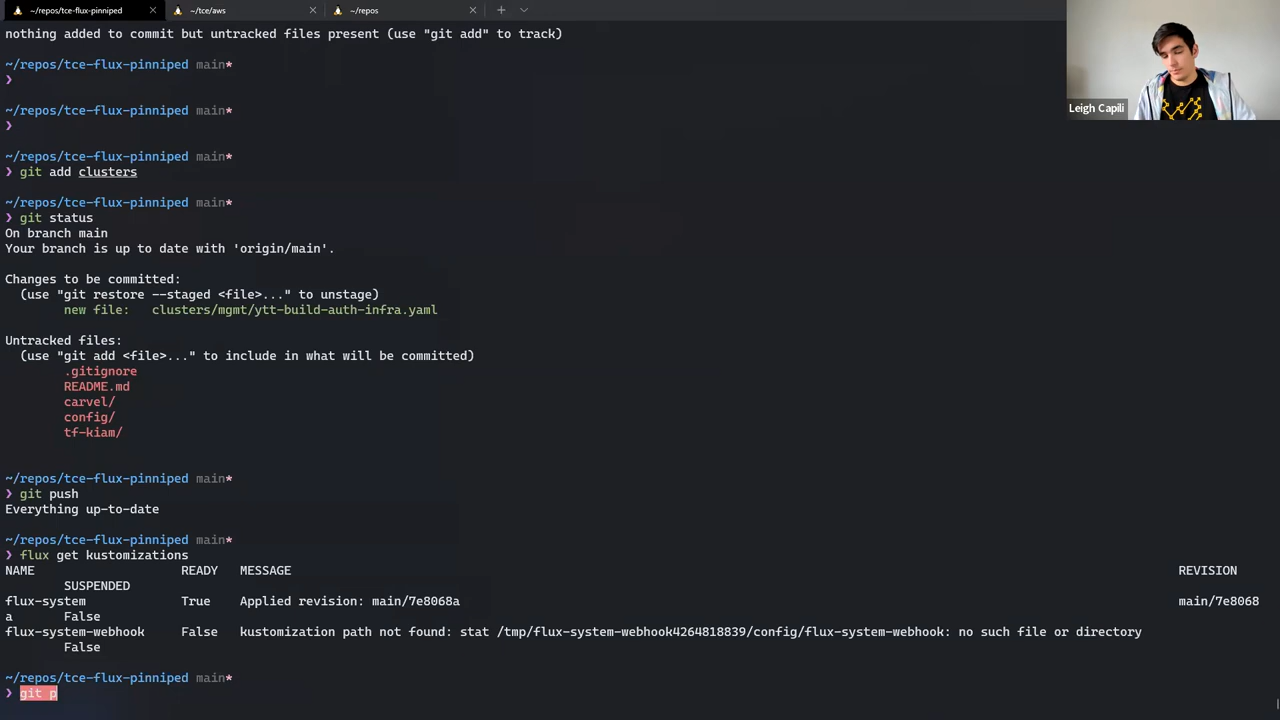 ~/repos/tce-flux-pinniped
~/tce/aws
~/repos
nothing added to commit but untracked files present (use "git add" to track)
~/repos/tce-flux-pinniped main*
❯
~/repos/tce-flux-pinniped main*
❯
~/repos/tce-flux-pinniped main*
❯ git add clusters
~/repos/tce-flux-pinniped main*
❯ git status
On branch main
Your branch is up to date with 'origin/main'.
Changes to be committed:
(use "git restore --staged <file>..." to unstage)
new file:   clusters/mgmt/ytt-build-auth-infra.yaml
Untracked files:
(use "git add <file>..." to include in what will be committed)
.gitignore
README.md
carvel/
config/
tf-kiam/
~/repos/tce-flux-pinniped main*
❯ git push
Everything up-to-date
~/repos/tce-flux-pinniped main*
❯ flux get kustomizations
NAME READY MESSAGE REVISION
SUSPENDED
flux-system True Applied revision: main/7e8068a main/7e8068
a False
flux-system-webhook False kustomization path not found: stat /tmp/flux-system-webhook4264818839/config/flux-system-webhook: no such file or directory
False
~/repos/tce-flux-pinniped main*
❯ git p
Leigh Capili